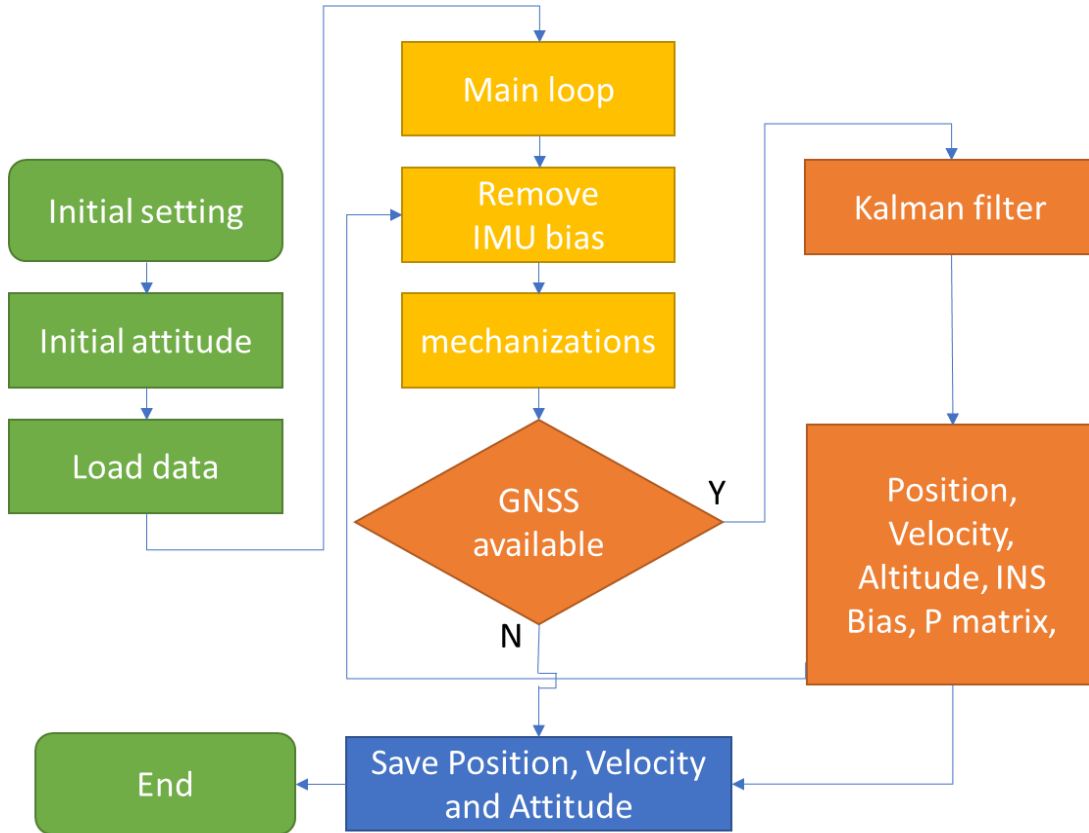 Initial setting
Initial attitude
Load data
Main loop
Remove
IMU bias
mechanizations
GNSS
available
Y
N
Kalman filter
Position,
Velocity,
Altitude, INS
Bias, P matrix,
Save Position, Velocity
and Attitude
End